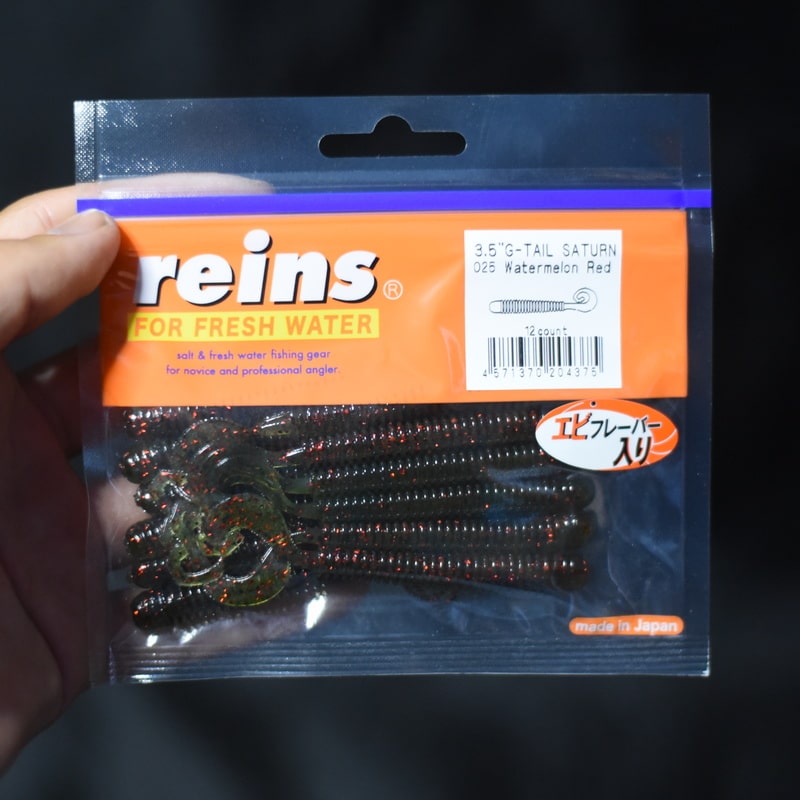 reins®
FOR FRESH WATER
salt & fresh water fishing gear
for novice and professional angler.
3.5"G-TAIL SATURN
025 Watermelon Red
12 count
4 571370 204375
エビフレーバー
入り
made in Japan